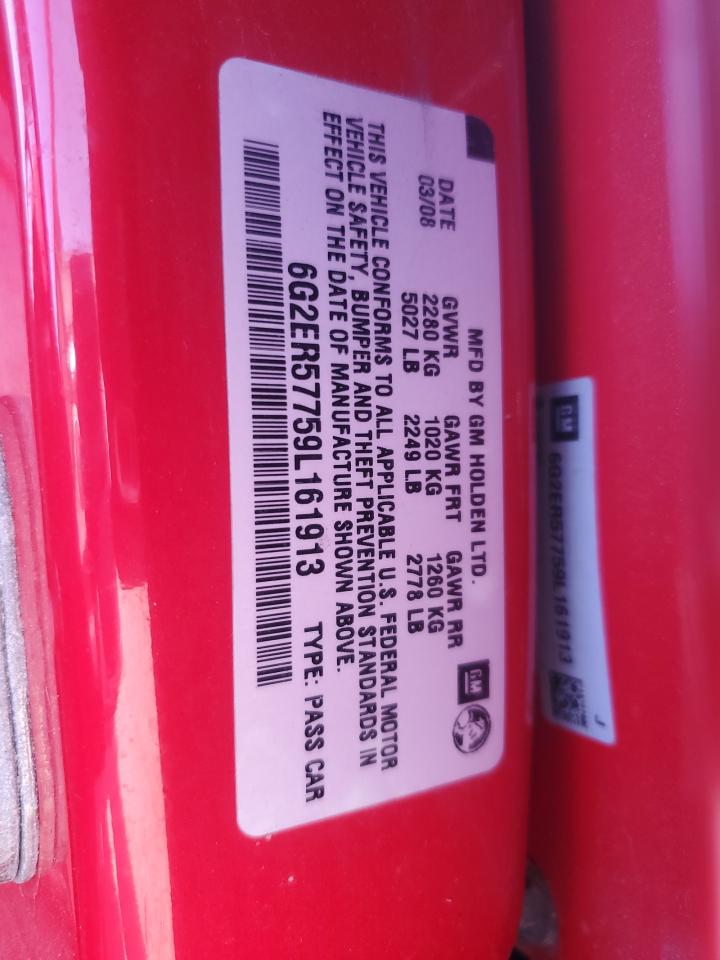 MFD BY GM HOLDEN LTD.
GM
DATE GVWR GAWR FRT GAWR RR
03/08 2280 KG 1020 KG 1260 KG
5027 LB 2249 LB 2778 LB
THIS VEHICLE CONFORMS TO ALL APPLICABLE U.S. FEDERAL MOTOR
VEHICLE SAFETY, BUMPER AND THEFT PREVENTION STANDARDS IN
EFFECT ON THE DATE OF MANUFACTURE SHOWN ABOVE.
6G2ER57759L161913 TYPE: PASS CAR
GM
6G2ER57759L161913
J